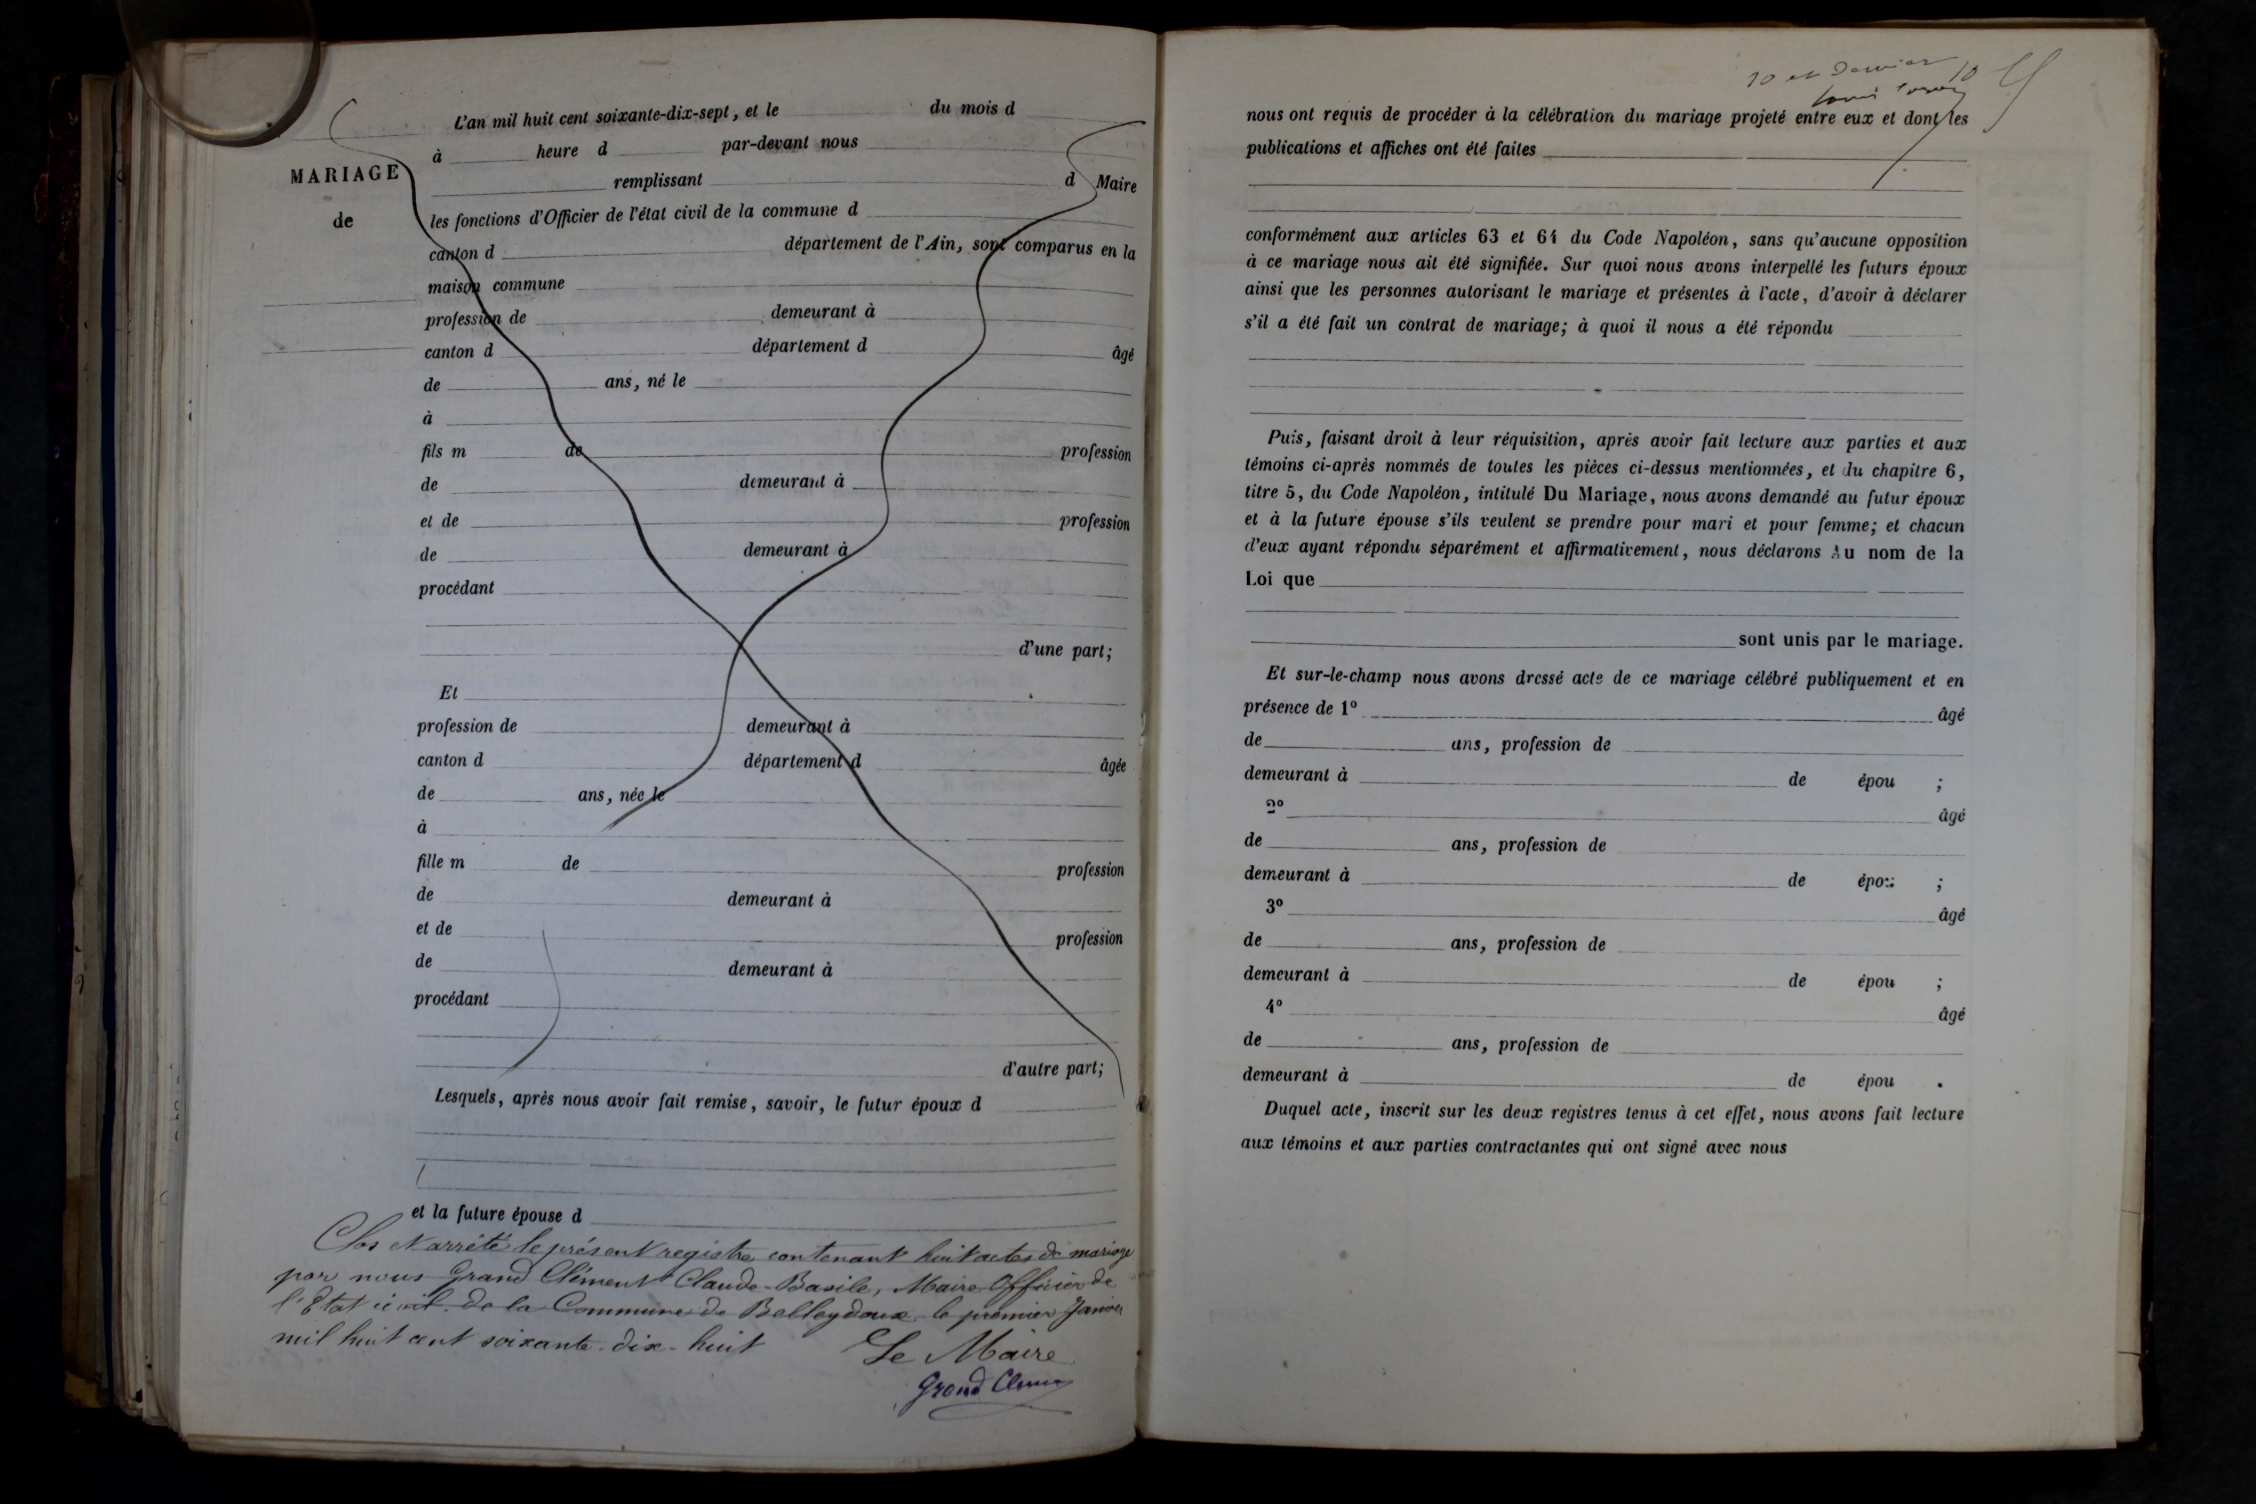 L'an mil huit cent soixante-dix-sept, et le du mois d
à heure d par-devant nous
MARIAGE
remplissant d Maire
de
les fonctions d'Officier de l'état civil de la commune d
canton d département de l'Ain, sont comparus en la
maison commune
profession de demeurant à
canton d département d âgé
de ans, né le
à
fils m de profession
de demeurant à
et de profession
de demeurant à
procédant
d'une part;
Et
profession de demeurant à
canton d département d âgée
de ans, née le
à
fille m de profession
de demeurant à
et de profession
de demeurant à
procédant
d'autre part;
Lesquels, après nous avoir fait remise, savoir, le futur époux d
et la future épouse d
Clos et arrêté le présent registre contenant huit actes de mariage
par nous Grand Clément Claude-Basile, Maire Officier de
l'Etat civil de la Commune de Belleydoux le premier Janvier
mil huit cent soixante-dix-huit Le Maire
Grand Clément
10 et Dernier 10
nous ont requis de procéder à la célébration du mariage projeté entre eux et dont les
publications et affiches ont été faites
conformément aux articles 63 et 64 du Code Napoléon, sans qu'aucune opposition
à ce mariage nous ait été signifiée. Sur quoi nous avons interpellé les futurs époux
ainsi que les personnes autorisant le mariage et présentes à l'acte, d'avoir à déclarer
s'il a été fait un contrat de mariage; à quoi il nous a été répondu
Puis, faisant droit à leur réquisition, après avoir fait lecture aux parties et aux
témoins ci-après nommés de toutes les pièces ci-dessus mentionnées, et du chapitre 6,
titre 5, du Code Napoléon, intitulé Du Mariage, nous avons demandé au futur époux
et à la future épouse s'ils veulent se prendre pour mari et pour femme; et chacun
d'eux ayant répondu séparément et affirmativement, nous déclarons Au nom de la
Loi que
sont unis par le mariage.
Et sur-le-champ nous avons dressé acte de ce mariage célébré publiquement et en
présence de 1º âgé
de ans, profession de
demeurant à de épou ;
2º âgé
de ans, profession de
demeurant à de épou ;
3º âgé
de ans, profession de
demeurant à de épou ;
4º âgé
de ans, profession de
demeurant à de épou .
Duquel acte, inscrit sur les deux registres tenus à cet effet, nous avons fait lecture
aux témoins et aux parties contractantes qui ont signé avec nous